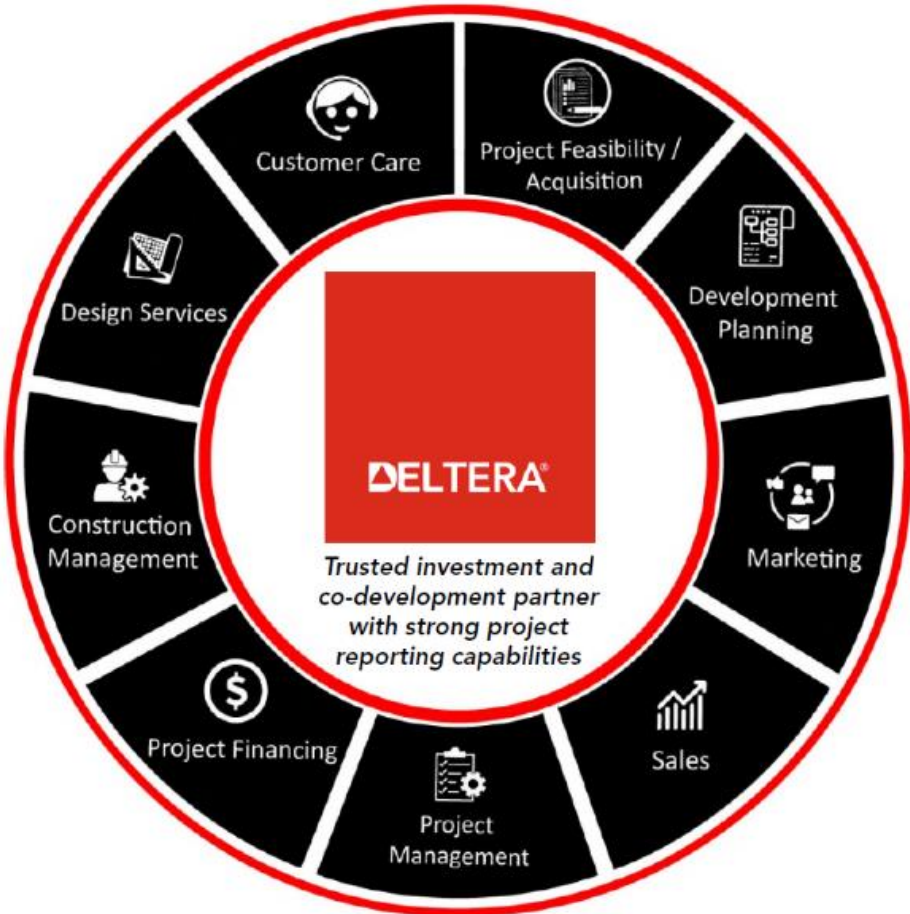 Customer Care
Project Feasibility /
Acquisition
Development
Planning
Marketing
Sales
Project
Management
Project Financing
Construction
Management
Design Services
DELTERA®
Trusted investment and
co-development partner
with strong project
reporting capabilities